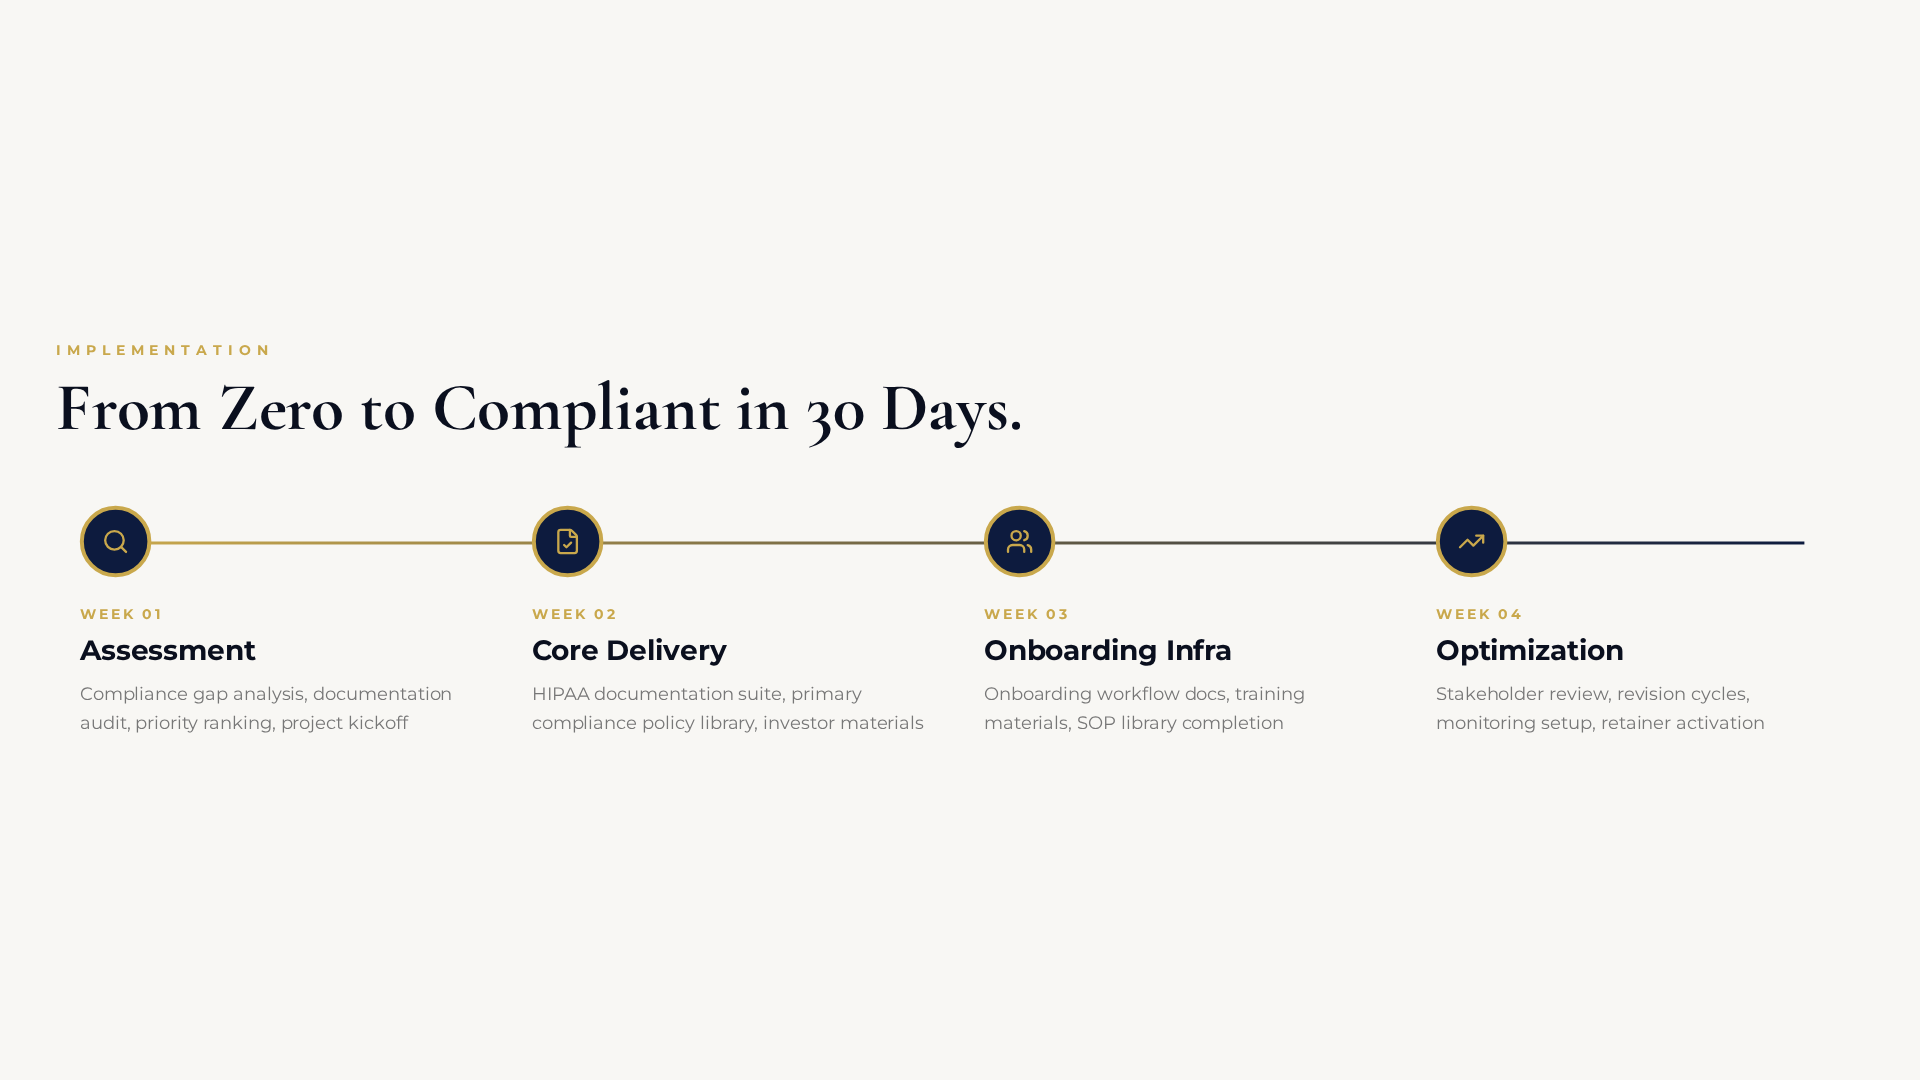 IMPLEMENTATION
From Zero to Compliant in 30 Days.
WEEK 01
Assessment
Compliance gap analysis, documentation
audit, priority ranking, project kickoff
WEEK 02
Core Delivery
HIPAA documentation suite, primary
compliance policy library, investor materials
WEEK 03
Onboarding Infra
Onboarding workflow docs, training
materials, SOP library completion
WEEK 04
Optimization
Stakeholder review, revision cycles,
monitoring setup, retainer activation